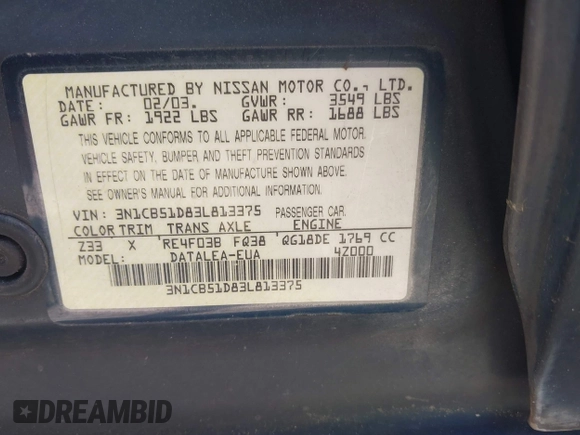 MANUFACTURED BY NISSAN MOTOR CO., LTD.
DATE: 02/03. GVWR: 3549 LBS
GAWR FR: 1922 LBS GAWR RR: 1688 LBS
THIS VEHICLE CONFORMS TO ALL APPLICABLE FEDERAL MOTOR
VEHICLE SAFETY, BUMPER AND THEFT PREVENTION STANDARDS
IN EFFECT ON THE DATE OF MANUFACTURE SHOWN ABOVE.
SEE OWNER'S MANUAL FOR ADDITIONAL INFORMATION.
VIN: 3N1CB51D83L813375 PASSENGER CAR.
COLOR TRIM TRANS AXLE ENGINE
Z33 X RE4F03B FQ38 QG18DE 1769 CC
MODEL: DATALEA-EUA 4Z000
3N1CB51D83L813375
DREAMBID